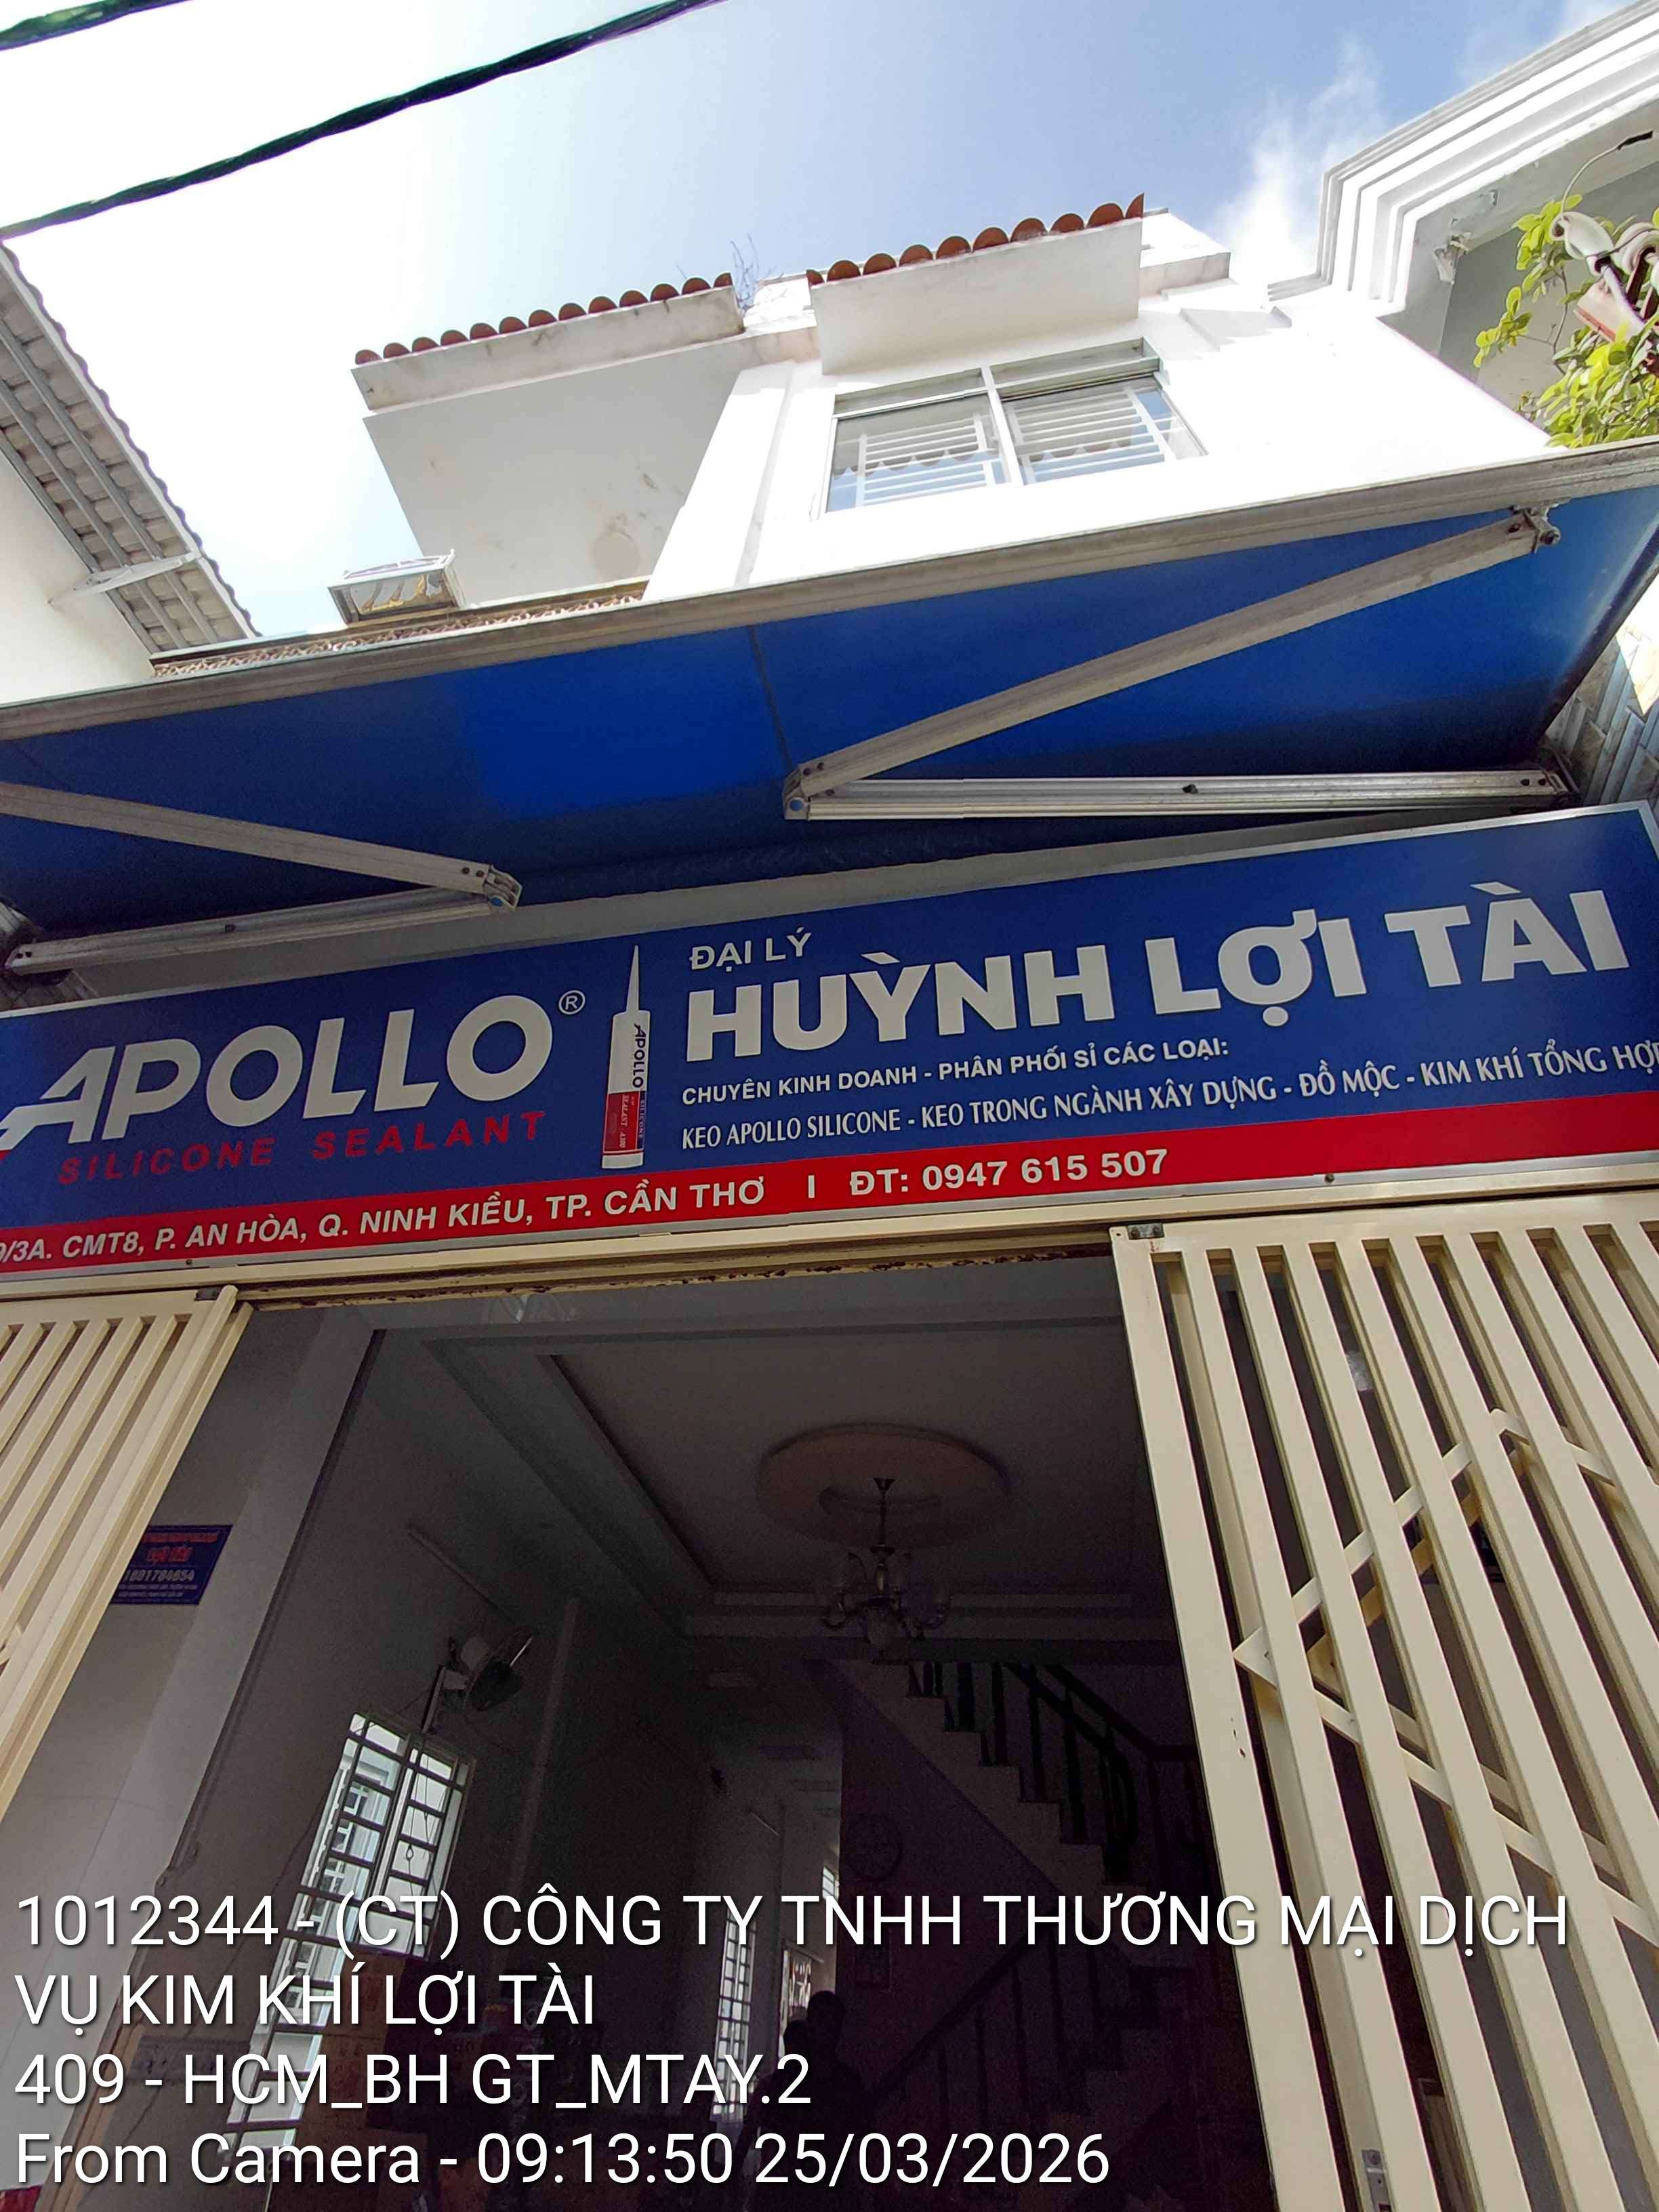 APOLLO®
SILICONE SEALANT
APOLLO
ĐẠI LÝ
HUỲNH LỢI TÀI
CHUYÊN KINH DOANH - PHÂN PHỐI SỈ CÁC LOẠI:
KEO APOLLO SILICONE - KEO TRONG NGÀNH XÂY DỰNG - ĐỒ MỘC - KIM KHÍ TỔNG HỢP
/3A. CMT8, P. AN HÒA, Q. NINH KIỀU, TP. CẦN THƠ I ĐT: 0947 615 507
1012344 - (CT) CÔNG TY TNHH THƯƠNG MẠI DỊCH
VỤ KIM KHÍ LỢI TÀI
409 - HCM_BH GT_MTAY.2
From Camera - 09:13:50 25/03/2026